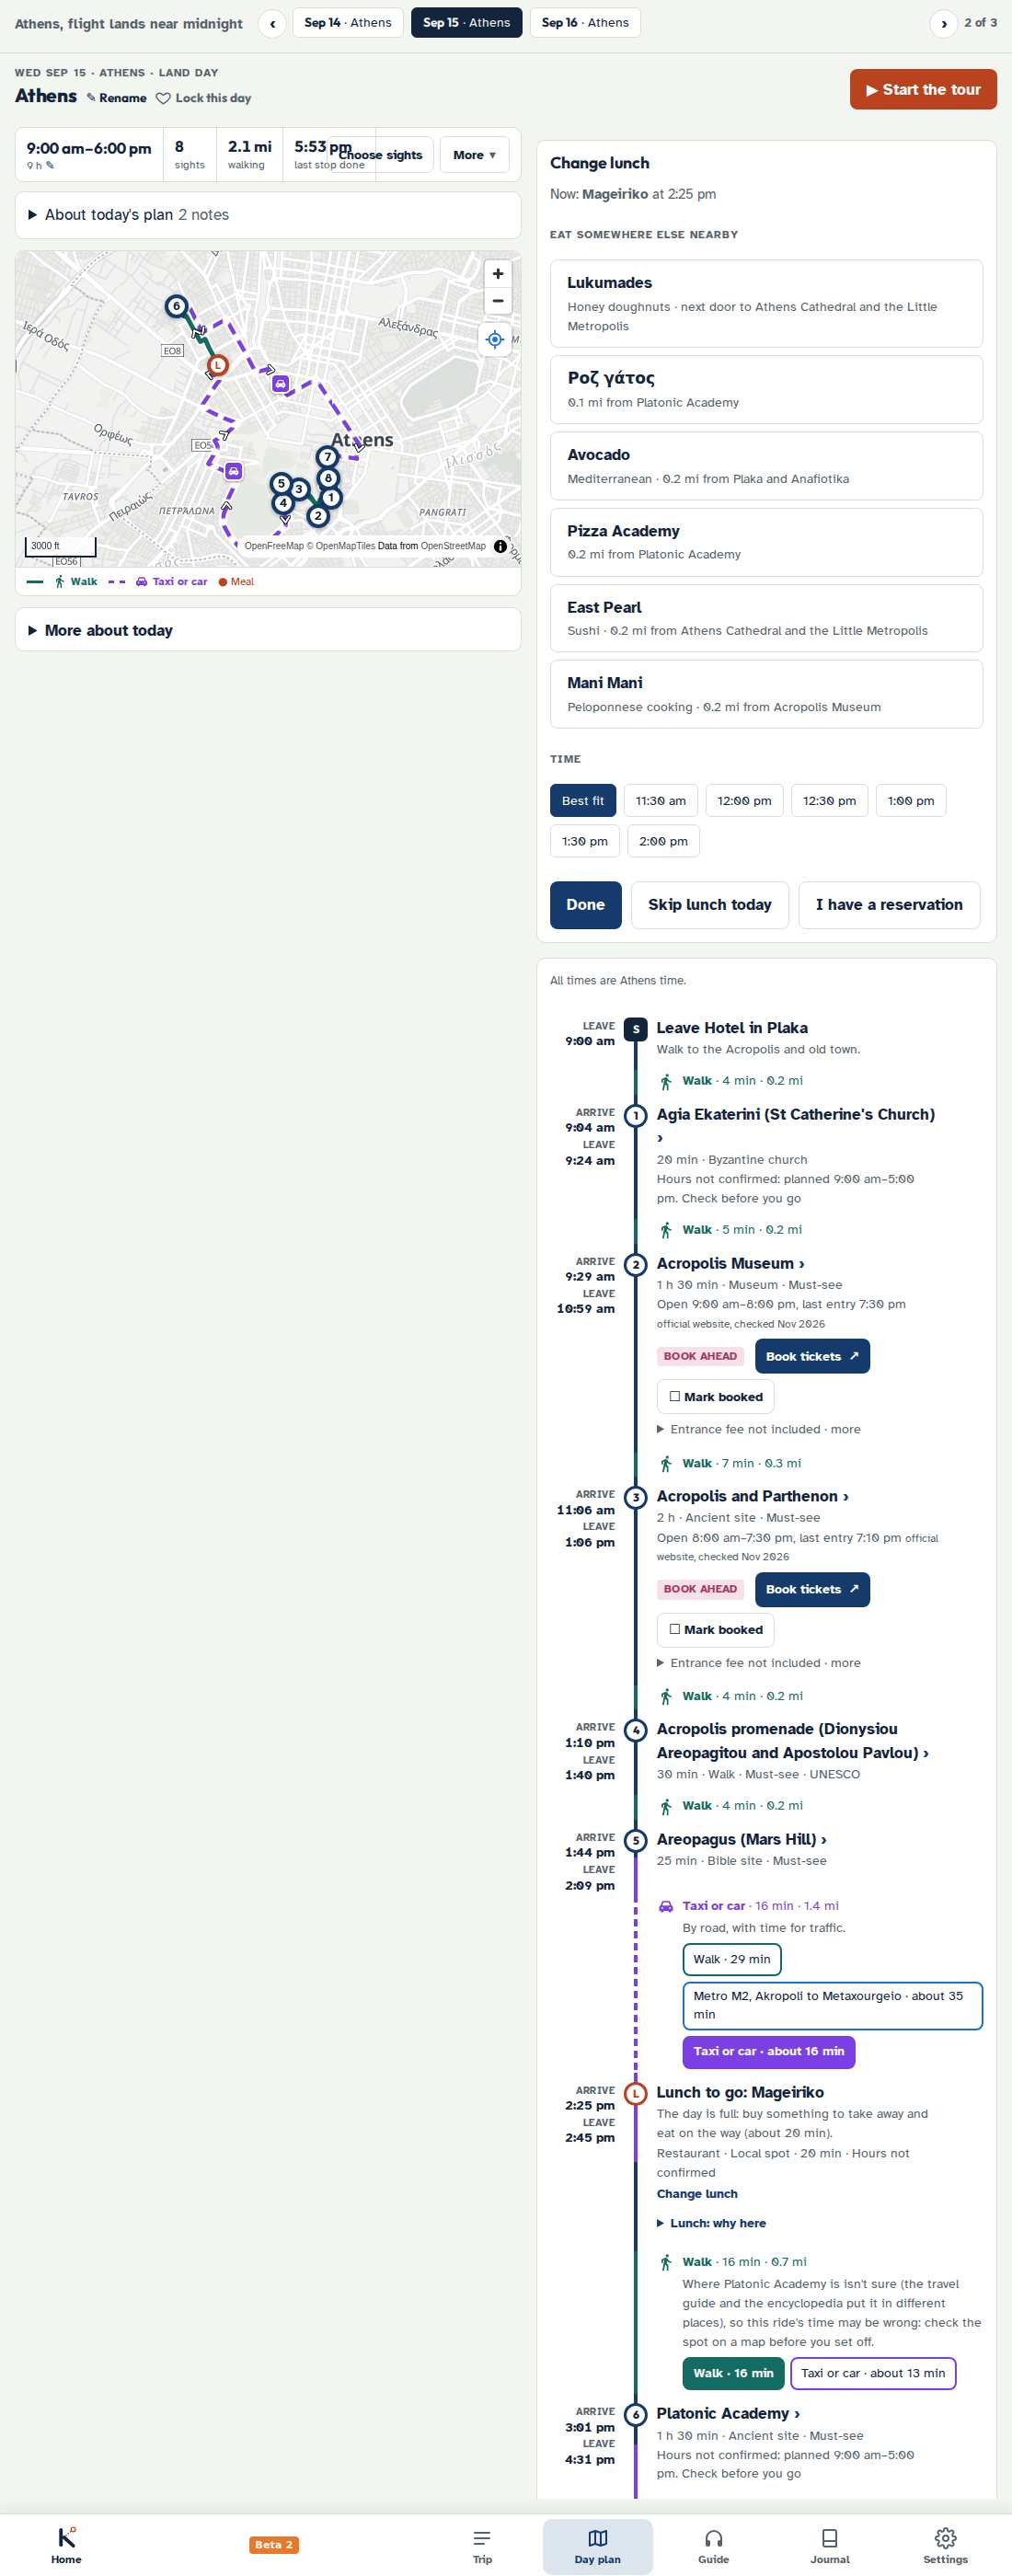 Athens, flight lands near midnight
‹
Sep 14 · Athens
Sep 15 · Athens
Sep 16 · Athens
›
2 of 3
WED SEP 15 · ATHENS · LAND DAY
Athens
✎ Rename
Lock this day
▶ Start the tour
9:00 am–6:00 pm
9 h ✎
8
sights
2.1 mi
walking
5:53 pm
last stop done
Choose sights
More ▾
▶ About today's plan 2 notes
+
−
6
L
7
8
5
3
1
4
2
Ιερά Οδός
EO8
Αλεξάνδρας
Ορφέως
EO5
Athens
Ιλισσός
TAVROS
Πειραιώς
ΠΕΤΡΑΛΩΝΑ
PANGRATI
3000 ft
EO56
OpenFreeMap © OpenMapTiles Data from OpenStreetMap
Walk
Taxi or car
Meal
▶ More about today
Change lunch
Now: Mageiriko at 2:25 pm
EAT SOMEWHERE ELSE NEARBY
Lukumades
Honey doughnuts · next door to Athens Cathedral and the Little
Metropolis
Ροζ γάτος
0.1 mi from Platonic Academy
Avocado
Mediterranean · 0.2 mi from Plaka and Anafiotika
Pizza Academy
0.2 mi from Platonic Academy
East Pearl
Sushi · 0.2 mi from Athens Cathedral and the Little Metropolis
Mani Mani
Peloponnese cooking · 0.2 mi from Acropolis Museum
TIME
Best fit
11:30 am
12:00 pm
12:30 pm
1:00 pm
1:30 pm
2:00 pm
Done
Skip lunch today
I have a reservation
All times are Athens time.
LEAVE
9:00 am
S
Leave Hotel in Plaka
Walk to the Acropolis and old town.
Walk · 4 min · 0.2 mi
ARRIVE
9:04 am
LEAVE
9:24 am
1
Agia Ekaterini (St Catherine's Church)
›
20 min · Byzantine church
Hours not confirmed: planned 9:00 am–5:00
pm. Check before you go
Walk · 5 min · 0.2 mi
ARRIVE
9:29 am
LEAVE
10:59 am
2
Acropolis Museum ›
1 h 30 min · Museum · Must-see
Open 9:00 am–8:00 pm, last entry 7:30 pm
official website, checked Nov 2026
BOOK AHEAD
Book tickets ↗
☐ Mark booked
▶ Entrance fee not included · more
Walk · 7 min · 0.3 mi
ARRIVE
11:06 am
LEAVE
1:06 pm
3
Acropolis and Parthenon ›
2 h · Ancient site · Must-see
Open 8:00 am–7:30 pm, last entry 7:10 pm official
website, checked Nov 2026
BOOK AHEAD
Book tickets ↗
☐ Mark booked
▶ Entrance fee not included · more
Walk · 4 min · 0.2 mi
ARRIVE
1:10 pm
LEAVE
1:40 pm
4
Acropolis promenade (Dionysiou
Areopagitou and Apostolou Pavlou) ›
30 min · Walk · Must-see · UNESCO
Walk · 4 min · 0.2 mi
ARRIVE
1:44 pm
LEAVE
2:09 pm
5
Areopagus (Mars Hill) ›
25 min · Bible site · Must-see
Taxi or car · 16 min · 1.4 mi
By road, with time for traffic.
Walk · 29 min
Metro M2, Akropoli to Metaxourgeio · about 35
min
Taxi or car · about 16 min
ARRIVE
2:25 pm
LEAVE
2:45 pm
L
Lunch to go: Mageiriko
The day is full: buy something to take away and
eat on the way (about 20 min).
Restaurant · Local spot · 20 min · Hours not
confirmed
Change lunch
▶ Lunch: why here
Walk · 16 min · 0.7 mi
Where Platonic Academy is isn't sure (the travel
guide and the encyclopedia put it in different
places), so this ride's time may be wrong: check the
spot on a map before you set off.
Walk · 16 min
Taxi or car · about 13 min
ARRIVE
3:01 pm
LEAVE
4:31 pm
6
Platonic Academy ›
1 h 30 min · Ancient site · Must-see
Hours not confirmed: planned 9:00 am–5:00
pm. Check before you go
Home
Beta 2
Trip
Day plan
Guide
Journal
Settings